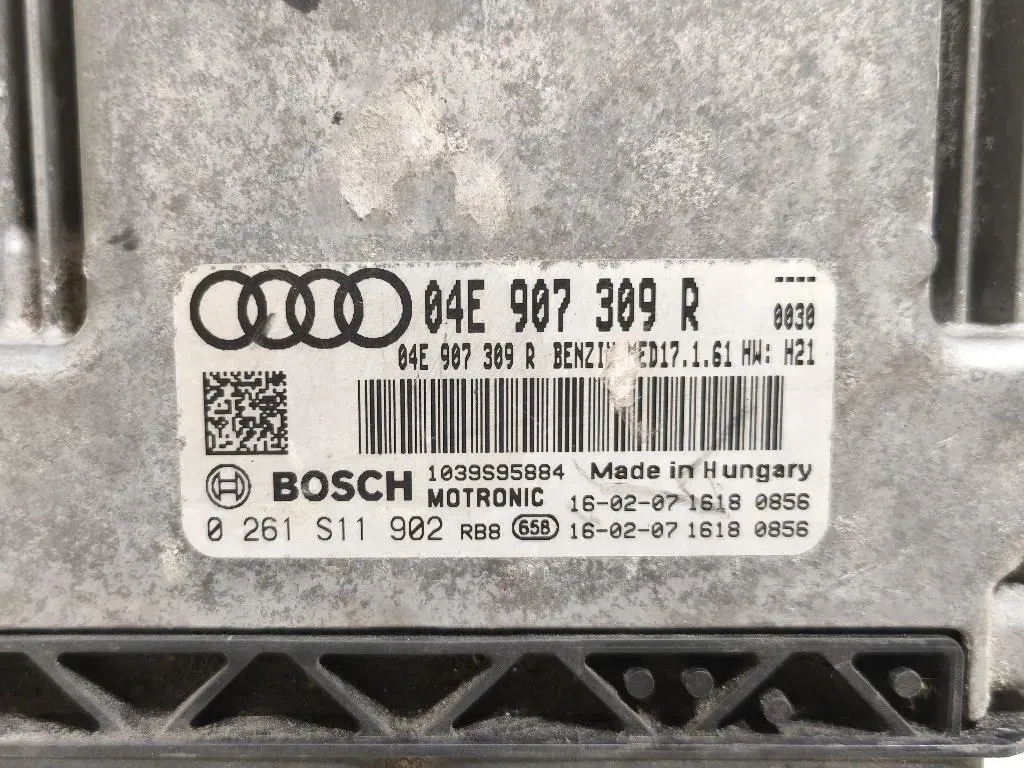 04E 907 309 R
----
0030
04E 907 309 R BENZIN MED17.1.61 HW: H21
BOSCH
1039S95884 Made in Hungary
MOTRONIC 16-02-07 1618 0856
0 261 S11 902 RB8 65B 16-02-07 1618 0856